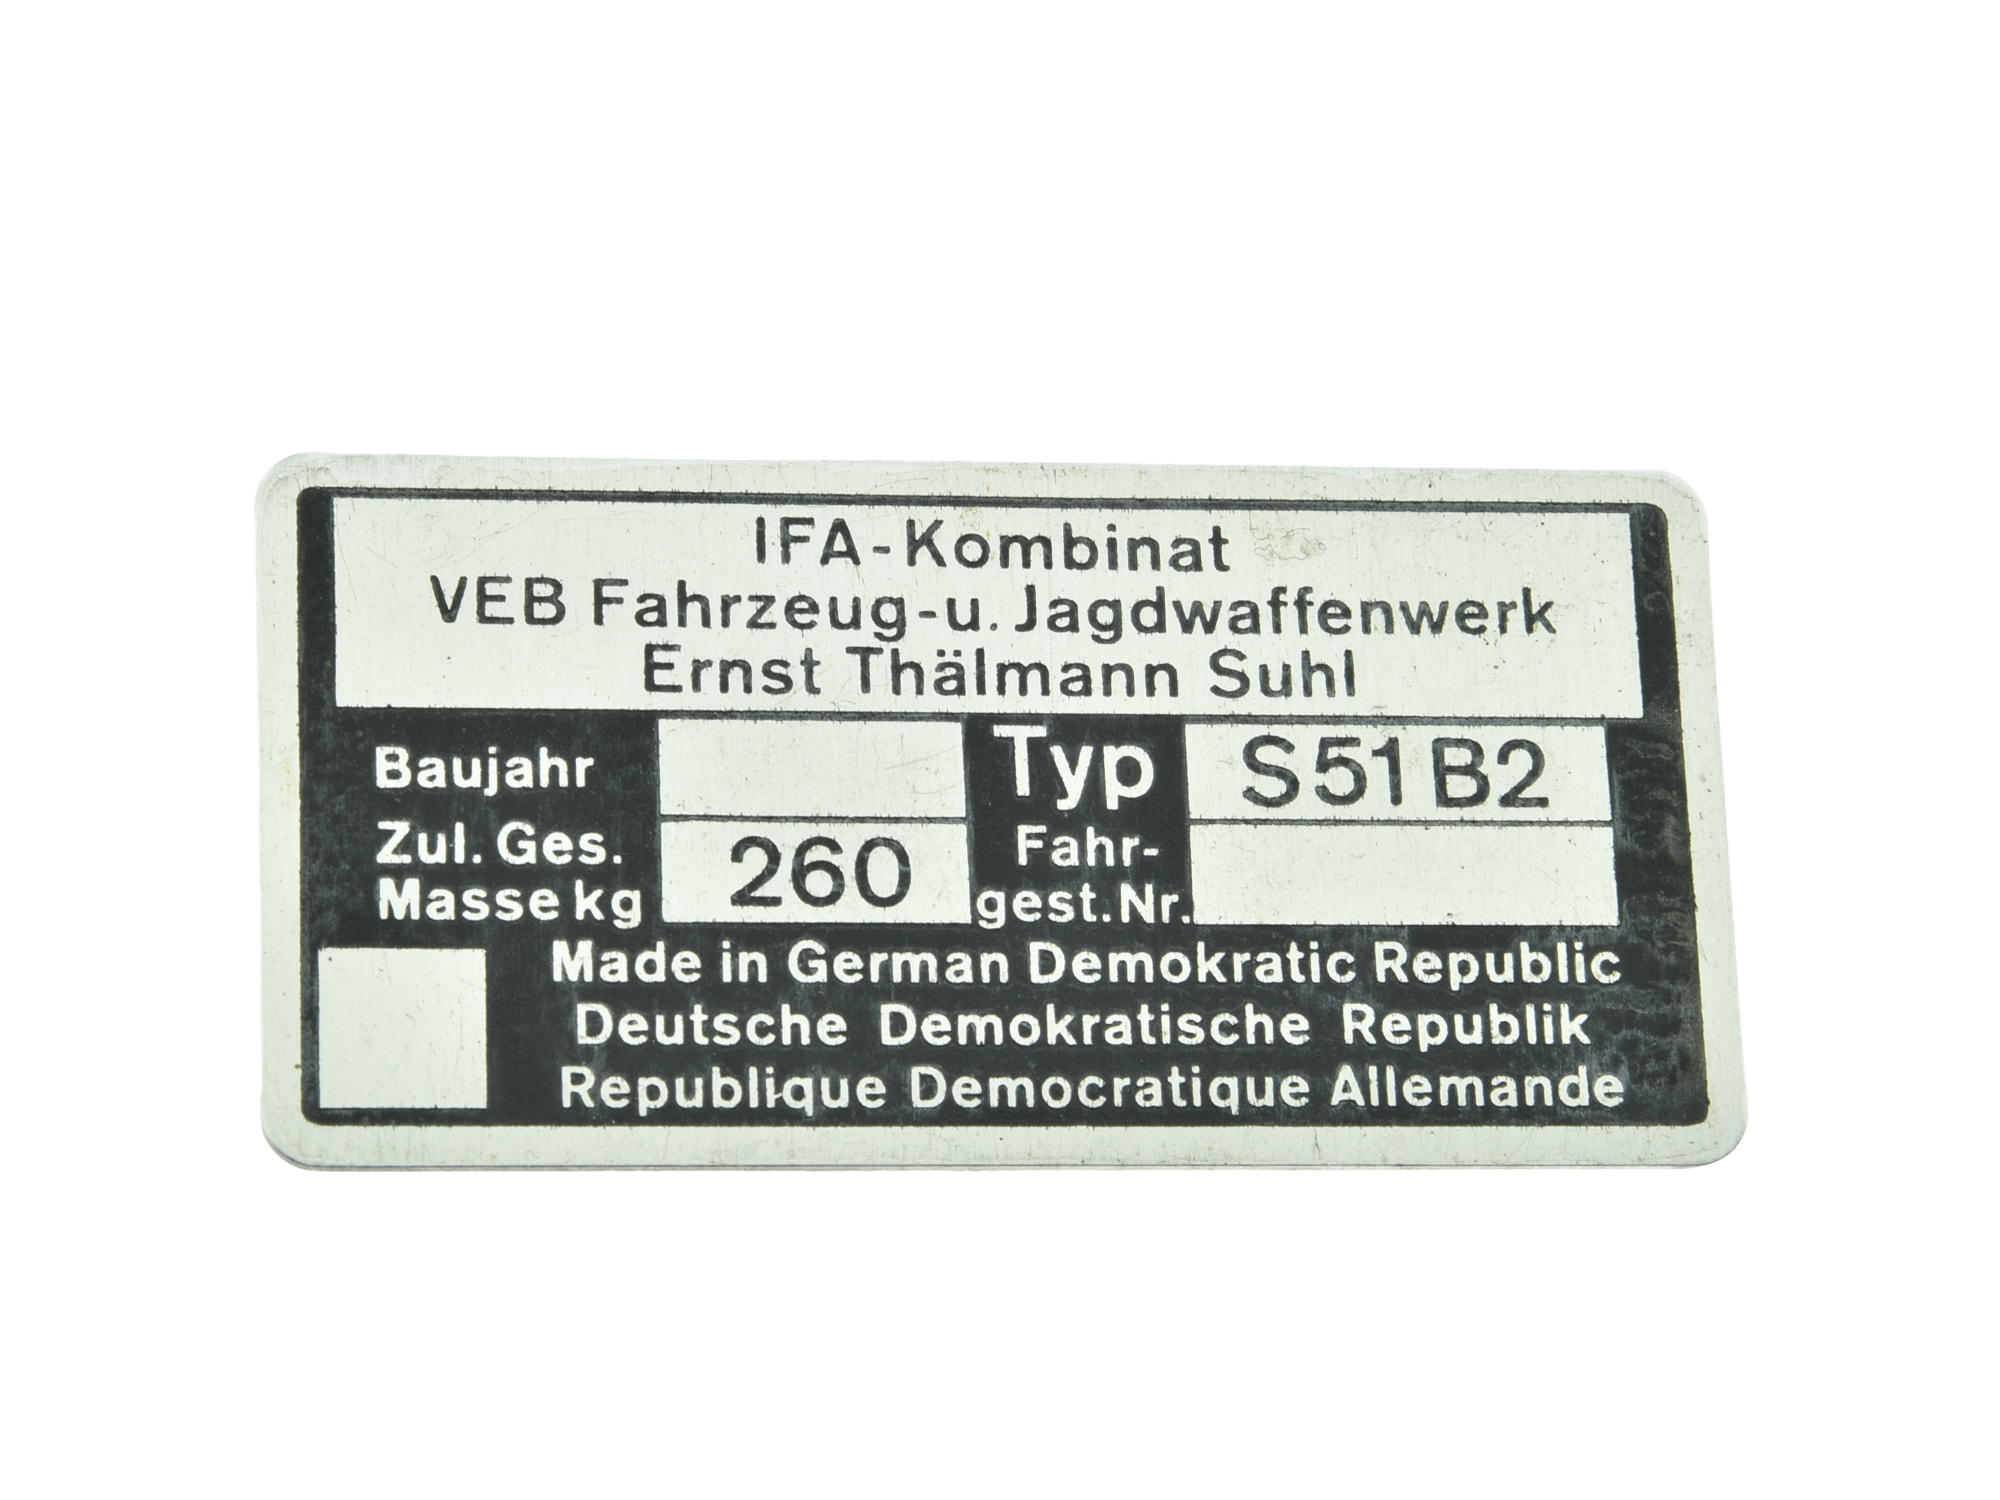 IFA-Kombinat
VEB Fahrzeug-u. Jagdwaffenwerk
Ernst Thälmann Suhl
Baujahr Typ S51B2
Zul. Ges. Masse kg 260 Fahr-gest.Nr.
Made in German Demokratic Republic
Deutsche Demokratische Republik
Republique Democratique Allemande